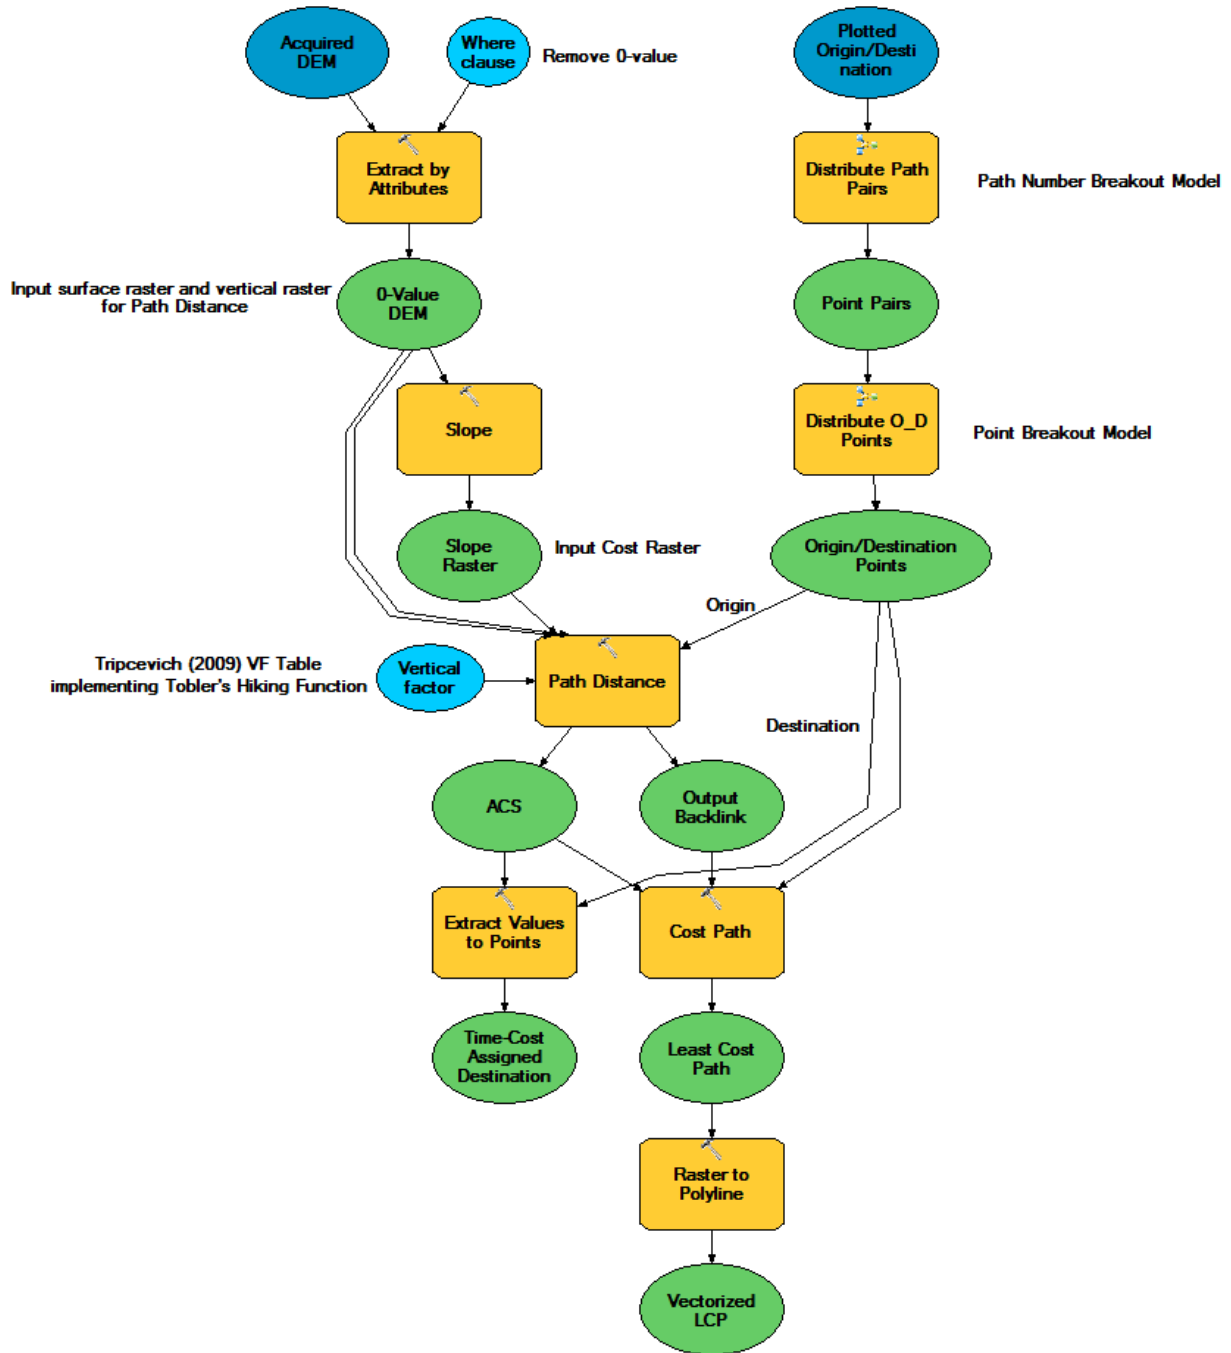 Acquired
DEM
Where
clause
Remove 0-value
Plotted
Origin/Desti
nation
Extract by
Attributes
Distribute Path
Pairs
Path Number Breakout Model
Input surface raster and vertical raster
for Path Distance
0-Value
DEM
Point Pairs
Slope
Distribute O_D
Points
Point Breakout Model
Slope
Raster
Input Cost Raster
Origin/Destination
Points
Origin
Tripcevich (2009) VF Table
implementing Tobler's Hiking Function
Vertical
factor
Path Distance
Destination
ACS
Output
Backlink
Extract Values
to Points
Cost Path
Time-Cost
Assigned
Destination
Least Cost
Path
Raster to
Polyline
Vectorized
LCP